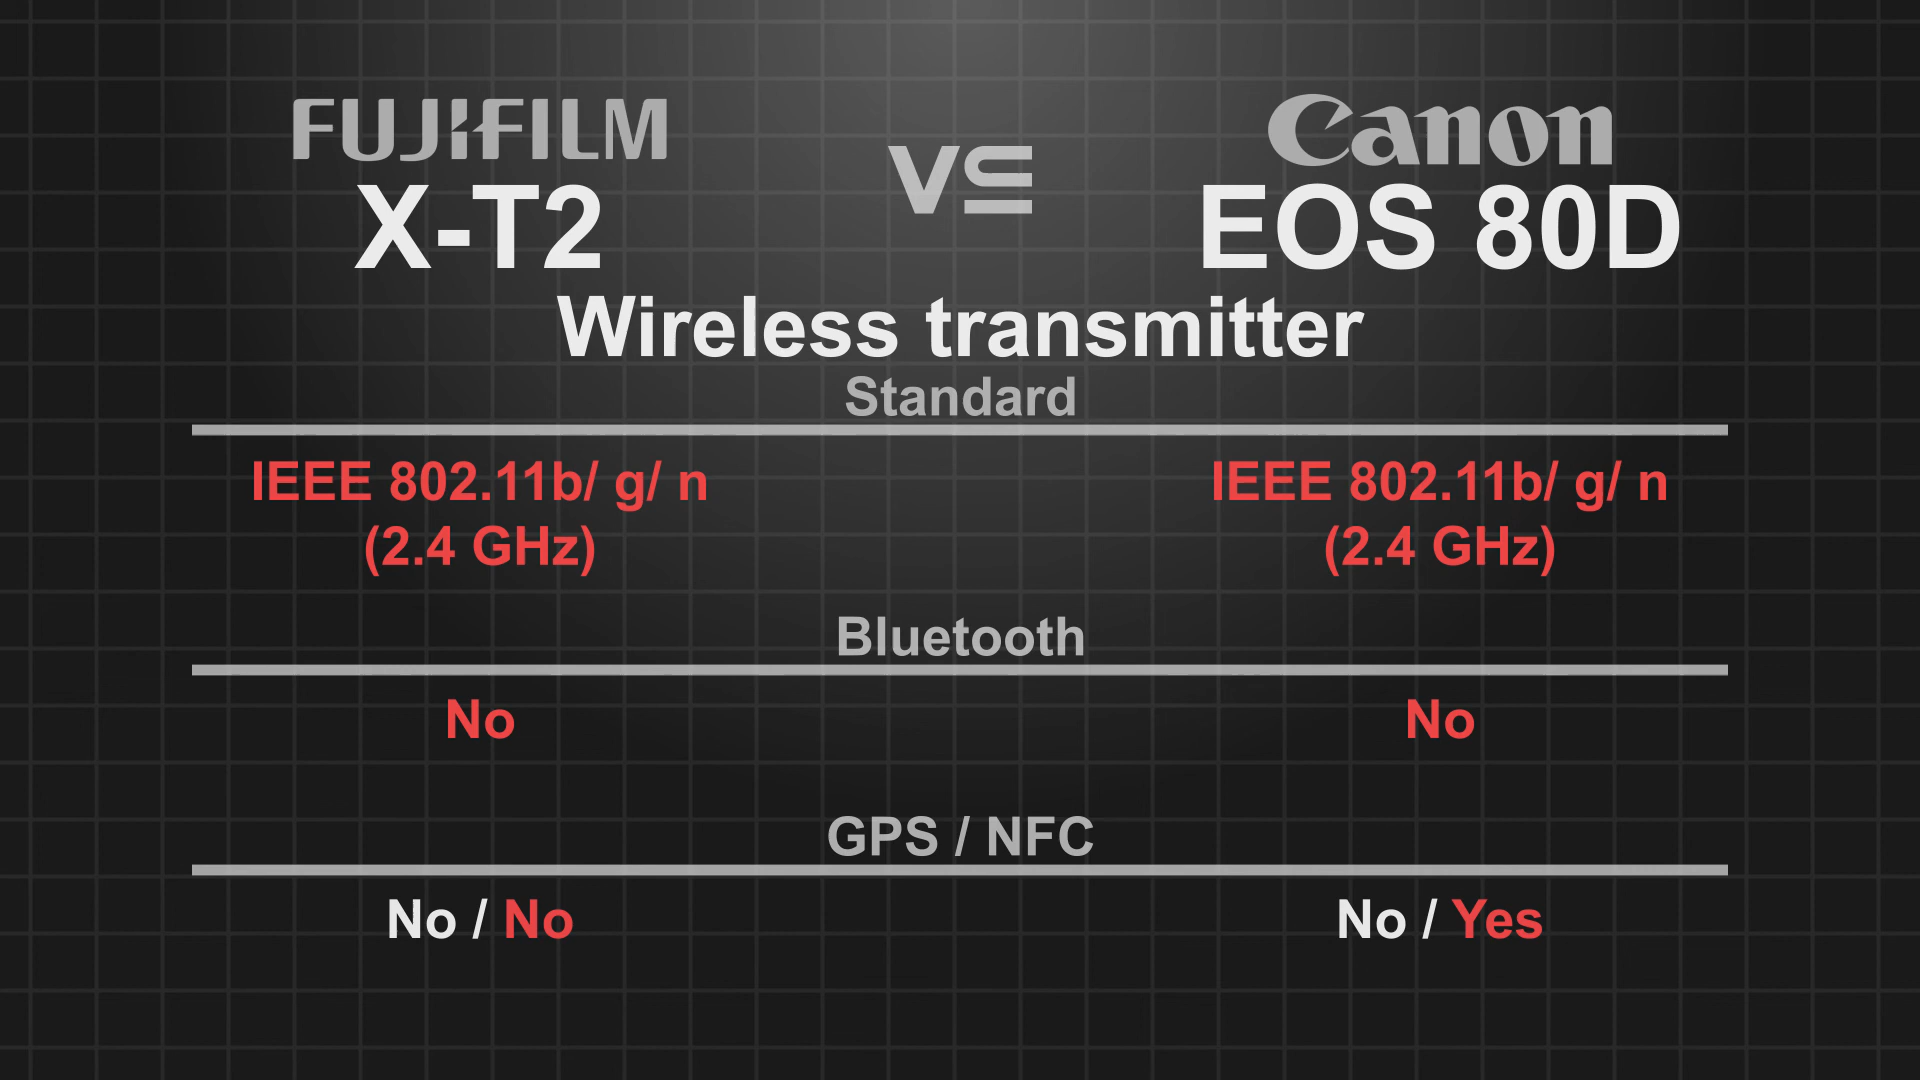 FUJIFILM
VS
Canon
X-T2
EOS 80D
Wireless transmitter
Standard
IEEE 802.11b/ g/ n
(2.4 GHz)
IEEE 802.11b/ g/ n
(2.4 GHz)
Bluetooth
No
No
GPS / NFC
No / No
No / Yes